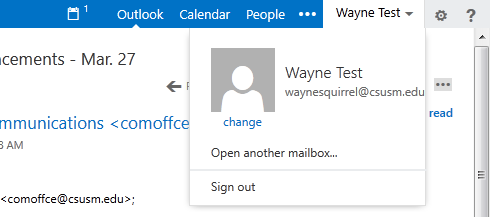 1 Outlook Calendar People ••• Wayne Test ?
cements - Mar. 27
Wayne Test
waynesquirrel@csusm.edu
change
read
mmunications <comoffce
8 AM
Open another mailbox...
Sign out
<comoffce@csusm.edu>;